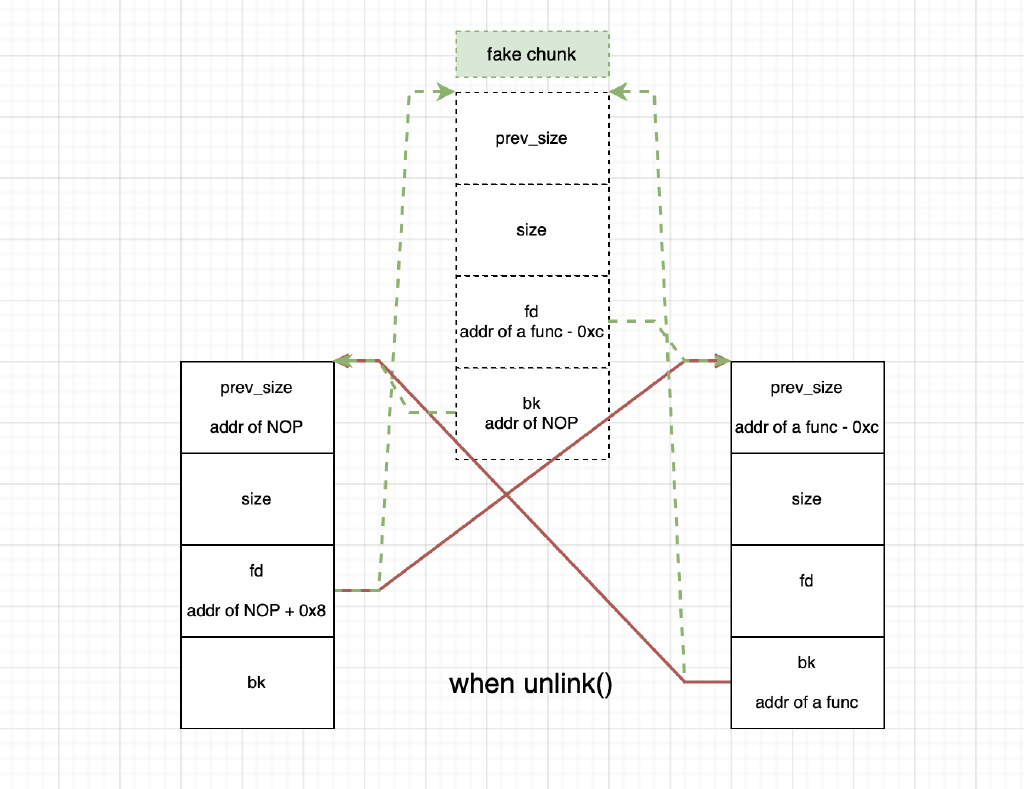 fake chunk
prev_size
size
fd
addr of a func - 0xc
bk
addr of NOP
prev_size
addr of NOP
size
fd
addr of NOP + 0x8
bk
prev_size
addr of a func - 0xc
size
fd
bk
addr of a func
when unlink()